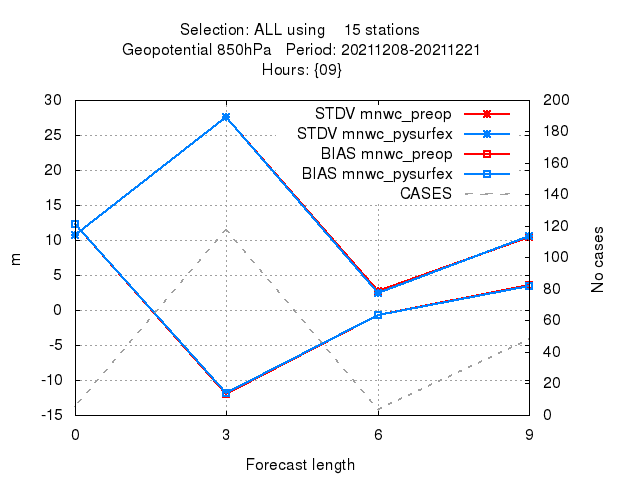 Selection: ALL using    15 stations
Geopotential 850hPa   Period: 20211208-20211221
Hours: {09}
STDV mnwc_preop
STDV mnwc_pysurfex
BIAS mnwc_preop
BIAS mnwc_pysurfex
CASES
30
25
20
15
10
5
0
-5
-10
-15
m
200
180
160
140
120
100
80
60
40
20
0
No cases
0 3 6 9
Forecast length